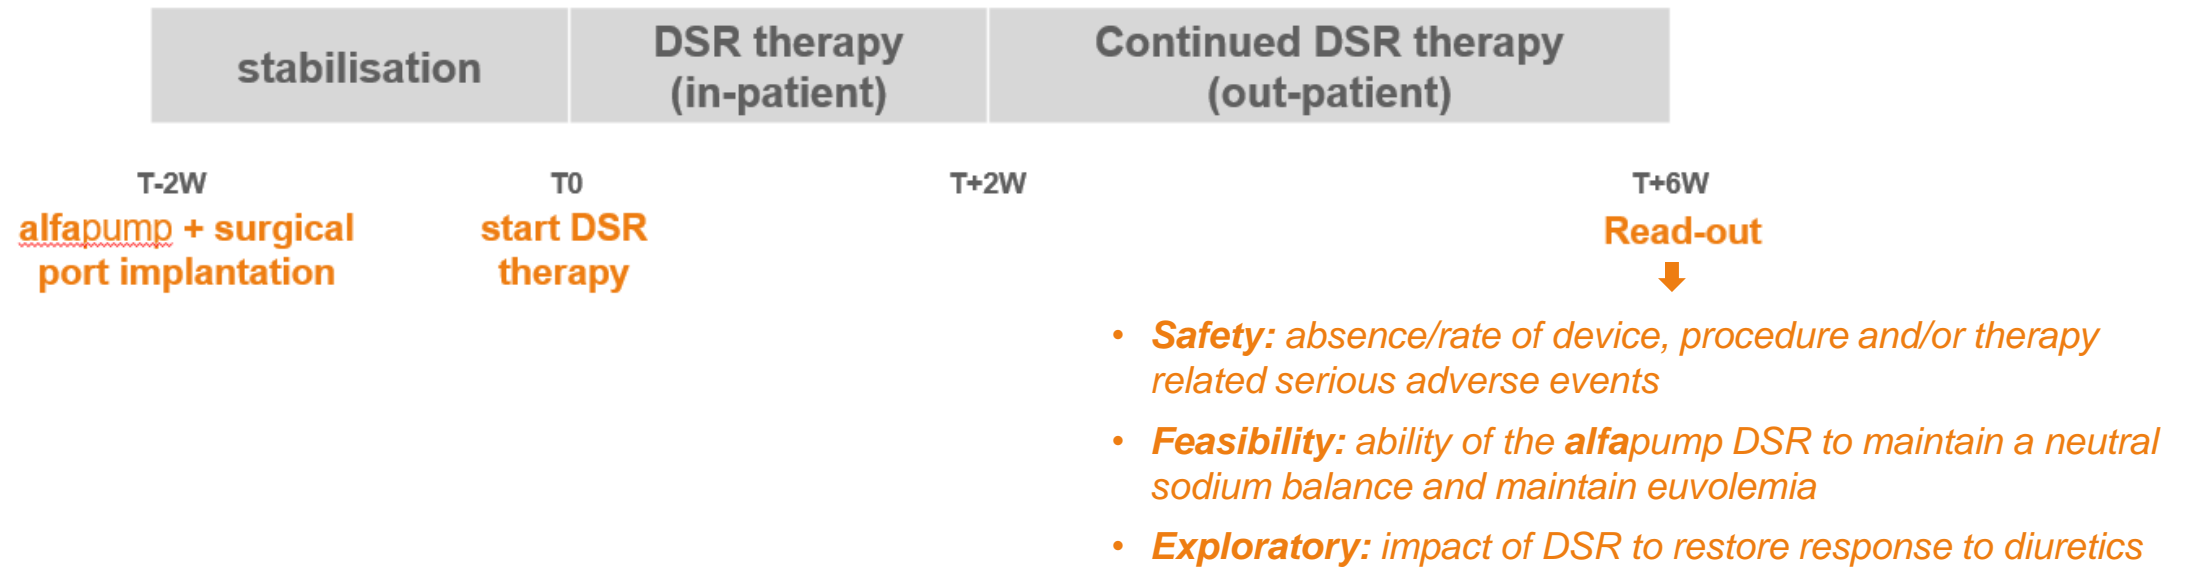 stabilisation
DSR therapy
(in-patient)
Continued DSR therapy
(out-patient)
T-2W
T0
T+2W
T+6W
alfapump + surgical
port implantation
start DSR
therapy
Read-out
• Safety: absence/rate of device, procedure and/or therapy
related serious adverse events
• Feasibility: ability of the alfapump DSR to maintain a neutral
sodium balance and maintain euvolemia
• Exploratory: impact of DSR to restore response to diuretics